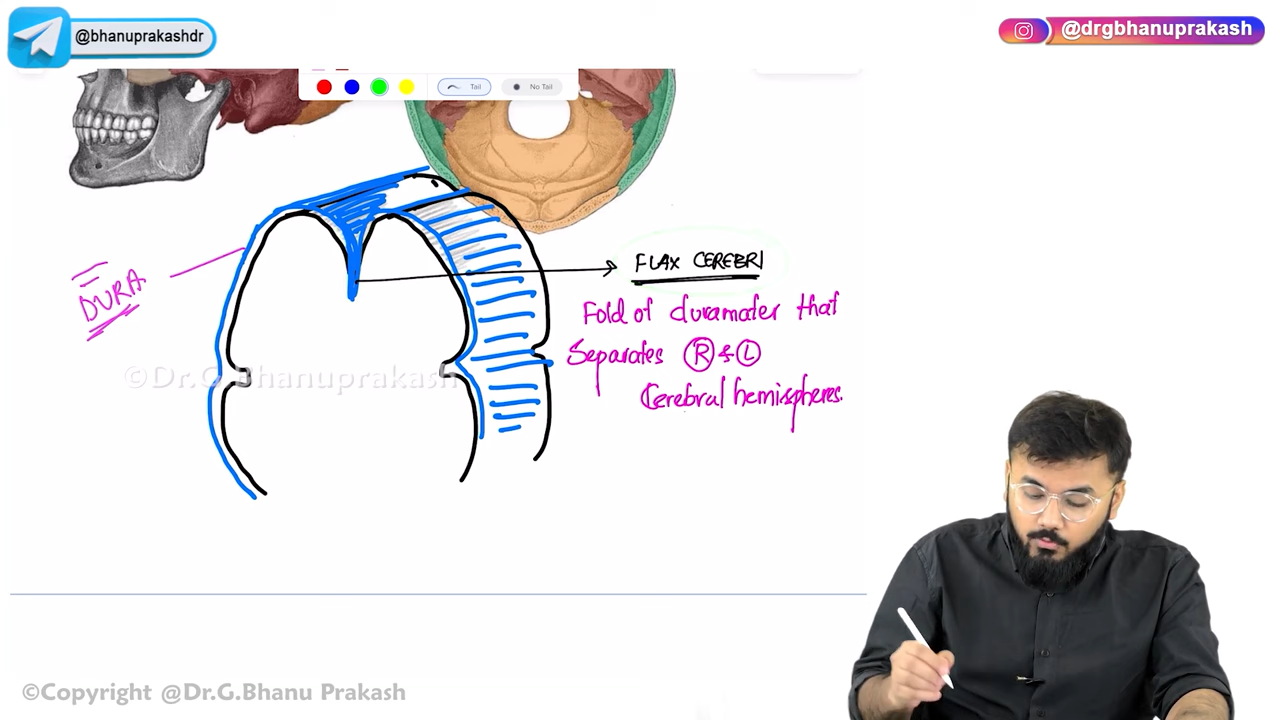 @bhanuprakashdr
@drgbhanuprakash
Tail
No Tail
DURA
FLAX CEREBRI
Fold of duramater that
Separates Ⓡ & Ⓛ
Cerebral hemispheres.
©Dr.G.Bhanuprakash
©Copyright @Dr.G.Bhanu Prakash